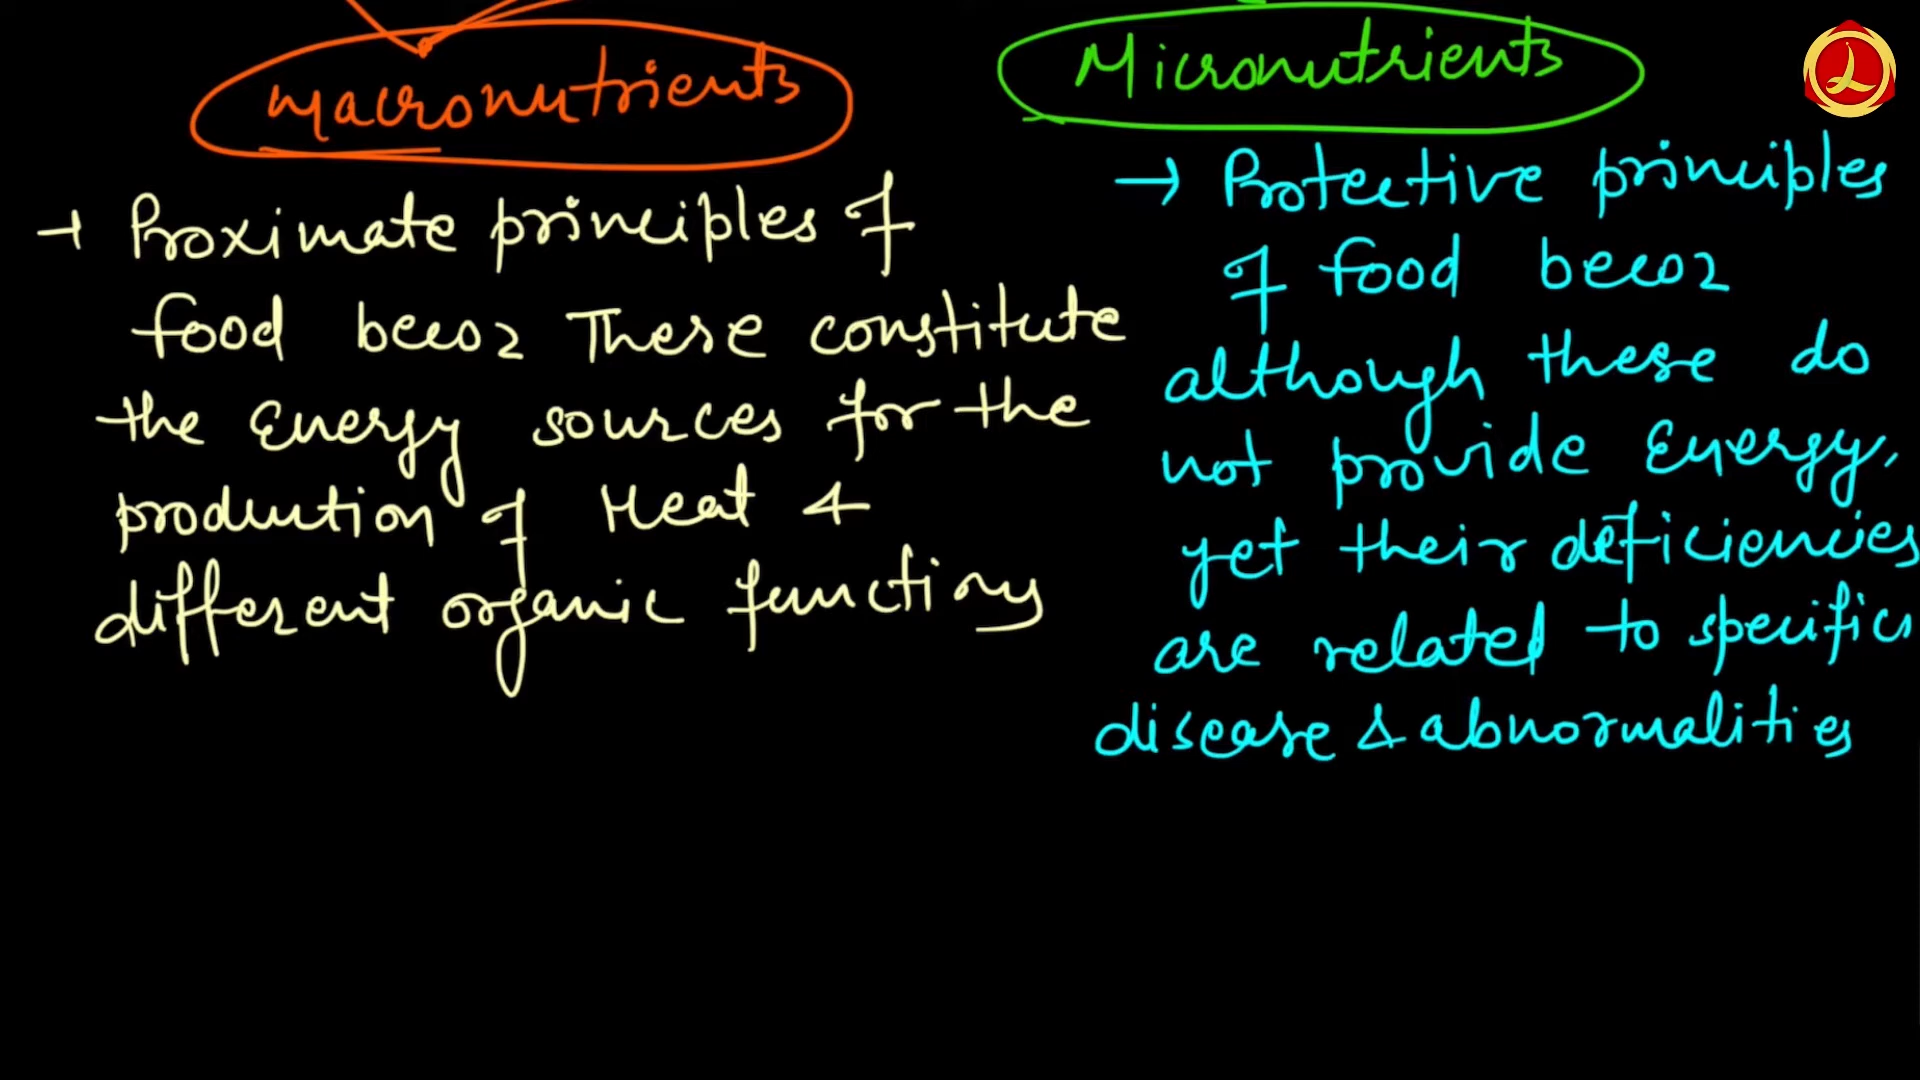 macronutrients
→ Proximate principles of
food becoz These constitute
the Energy sources for the
production of Heat &
different organic functions
Micronutrients
→ Protective principles
of food becoz
although these do
not provide Energy,
yet their deficiencies
are related to specific
disease & abnormalities